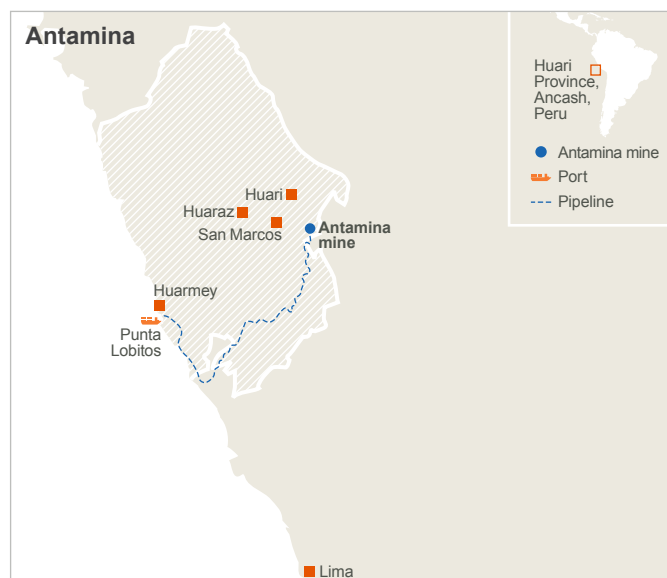 Antamina
Huari
Province,
Ancash,
Peru
Antamina mine
Port
Pipeline
Huari
Huaraz
San Marcos
Antamina
mine
Huarmey
Punta
Lobitos
Lima